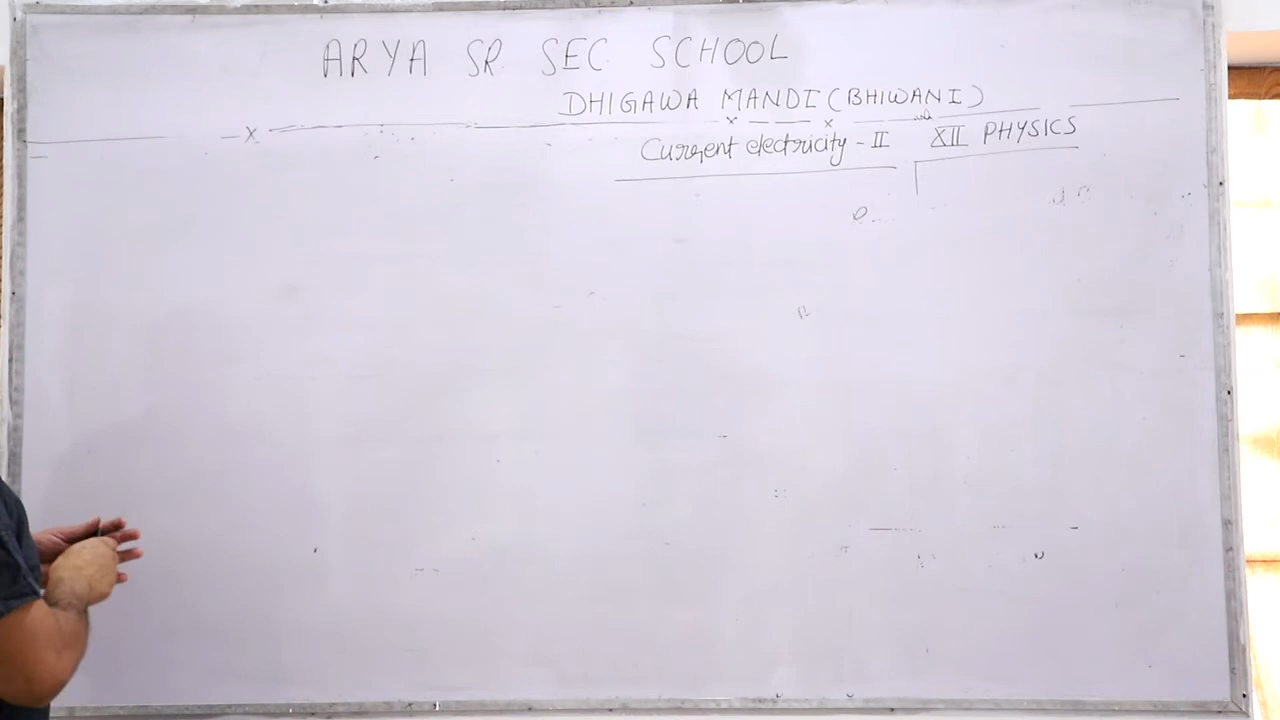 ARYA SR SEC SCHOOL
DHIGAWA MANDI (BHIWANI)
Current electricity - II XII PHYSICS